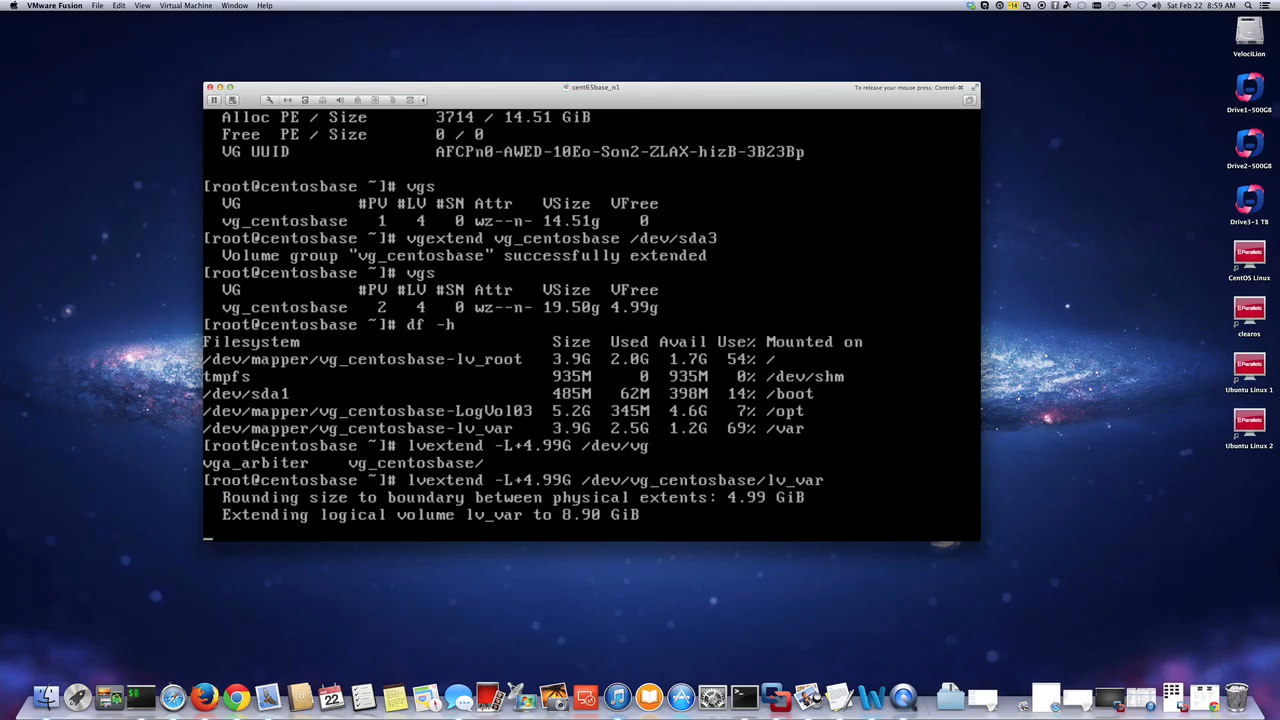 VMware Fusion File Edit View Virtual Machine Window Help
-14
Sat Feb 22 8:59 AM
cent65base_n1
To release your mouse press: Control-⌘
Alloc PE / Size 3714 / 14.51 GiB
Free PE / Size 0 / 0
VG UUID AFCPn0-AWED-10Eo-Son2-ZLAX-hizB-3B23Bp
[root@centosbase ~]# vgs
VG #PV #LV #SN Attr VSize VFree
vg_centosbase 1 4 0 wz--n- 14.51g 0
[root@centosbase ~]# vgextend vg_centosbase /dev/sda3
Volume group "vg_centosbase" successfully extended
[root@centosbase ~]# vgs
VG #PV #LV #SN Attr VSize VFree
vg_centosbase 2 4 0 wz--n- 19.50g 4.99g
[root@centosbase ~]# df -h
Filesystem Size Used Avail Use% Mounted on
/dev/mapper/vg_centosbase-lv_root 3.9G 2.0G 1.7G 54% /
tmpfs 935M 0 935M 0% /dev/shm
/dev/sda1 485M 62M 398M 14% /boot
/dev/mapper/vg_centosbase-LogVol03 5.2G 345M 4.6G 7% /opt
/dev/mapper/vg_centosbase-lv_var 3.9G 2.5G 1.2G 69% /var
[root@centosbase ~]# lvextend -L+4.99G /dev/vg
vga_arbiter vg_centosbase/
[root@centosbase ~]# lvextend -L+4.99G /dev/vg_centosbase/lv_var
Rounding size to boundary between physical extents: 4.99 GiB
Extending logical volume lv_var to 8.90 GiB
VelociLion
Drive1-500GB
Drive2-500GB
Drive3-1 TB
CentOS Linux
clearos
Ubuntu Linux 1
Ubuntu Linux 2